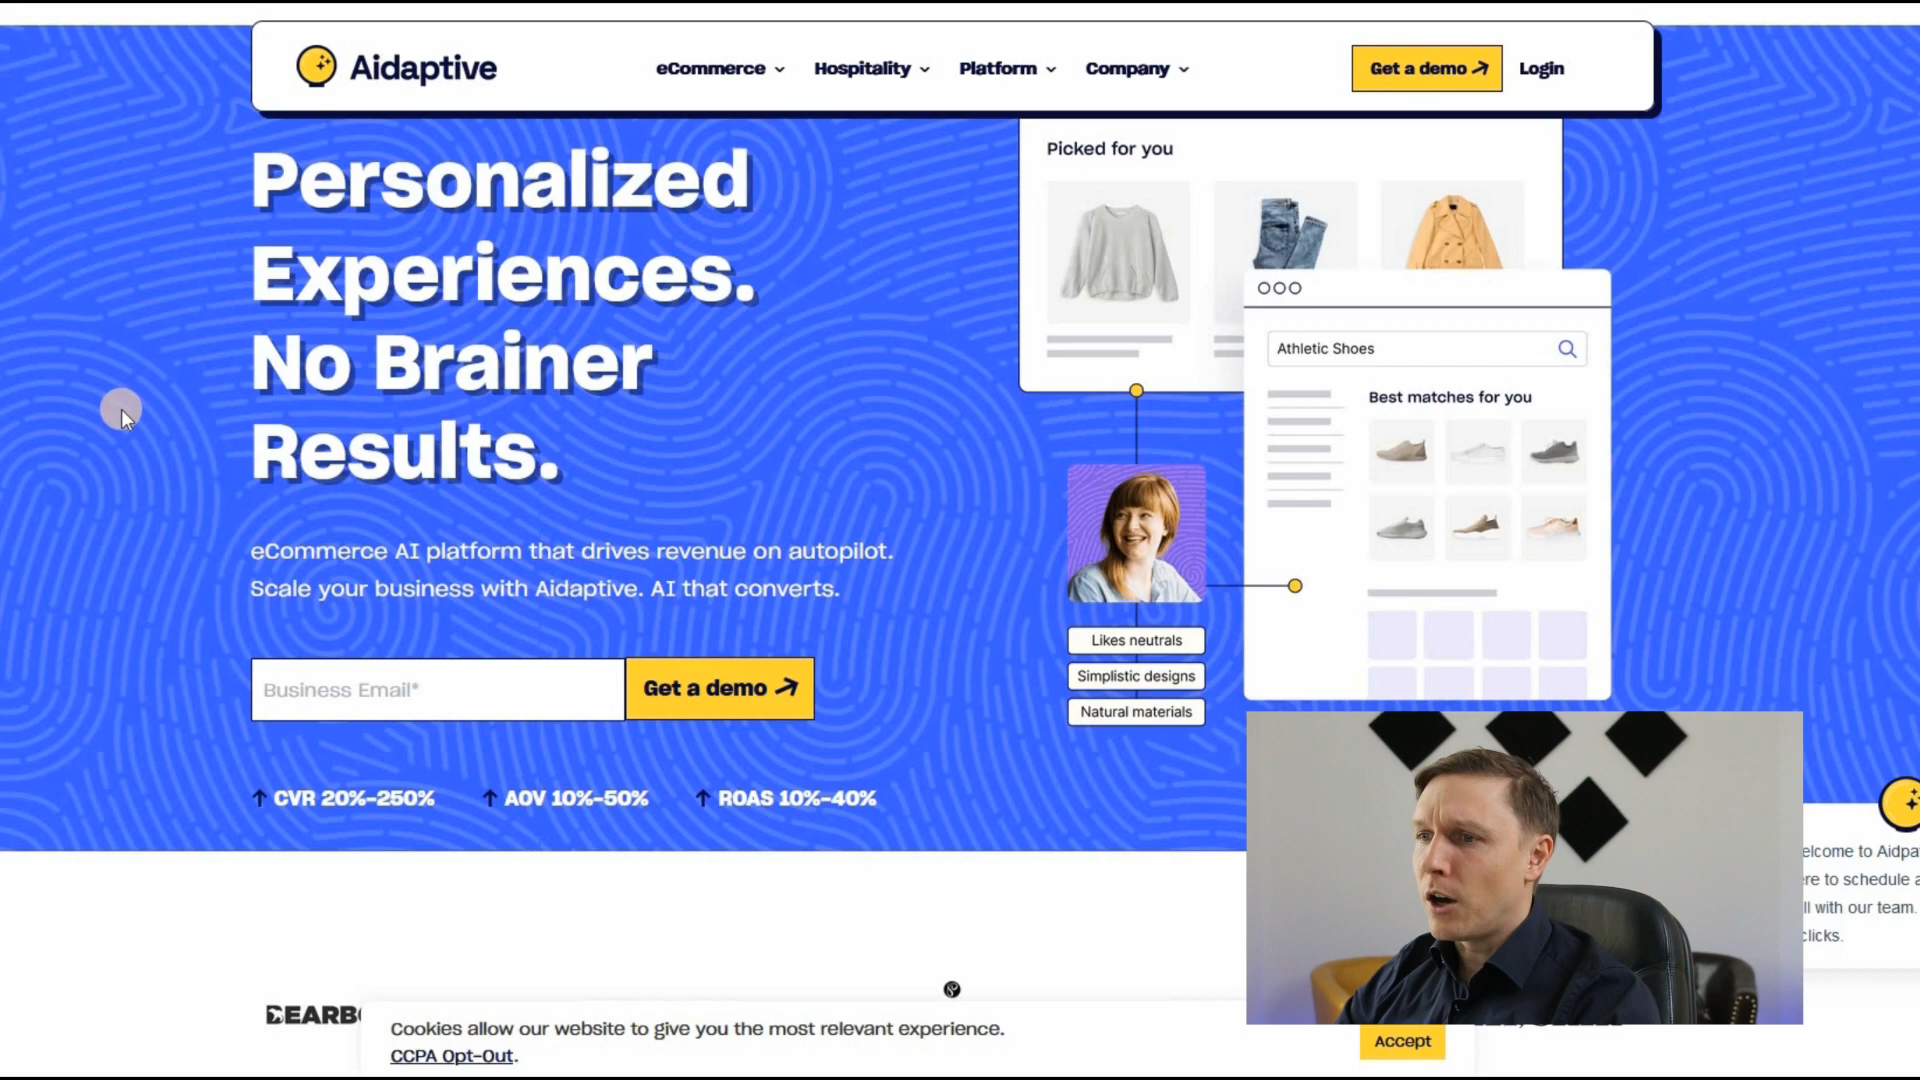 Aidaptive
eCommerce
Hospitality
Platform
Company
Get a demo
Login
Personalized
Experiences.
No Brainer
Results.
eCommerce AI platform that drives revenue on autopilot.
Scale your business with Aidaptive. AI that converts.
Business Email*
Get a demo
↑ CVR 20%-250%
↑ AOV 10%-50%
↑ ROAS 10%-40%
Picked for you
Athletic Shoes
Best matches for you
Likes neutrals
Simplistic designs
Natural materials
elcome to Aidpa
re to schedule a
ll with our team.
clicks.
Cookies allow our website to give you the most relevant experience.
CCPA Opt-Out.
Accept